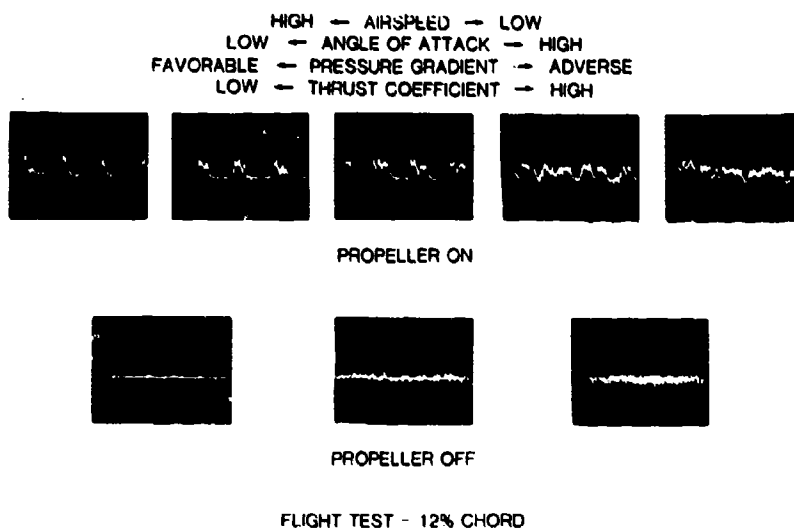 HIGH ← AIRSPEED → LOW
LOW ← ANGLE OF ATTACK → HIGH
FAVORABLE ← PRESSURE GRADIENT → ADVERSE
LOW ← THRUST COEFFICIENT → HIGH
PROPELLER ON
PROPELLER OFF
FLIGHT TEST - 12% CHORD